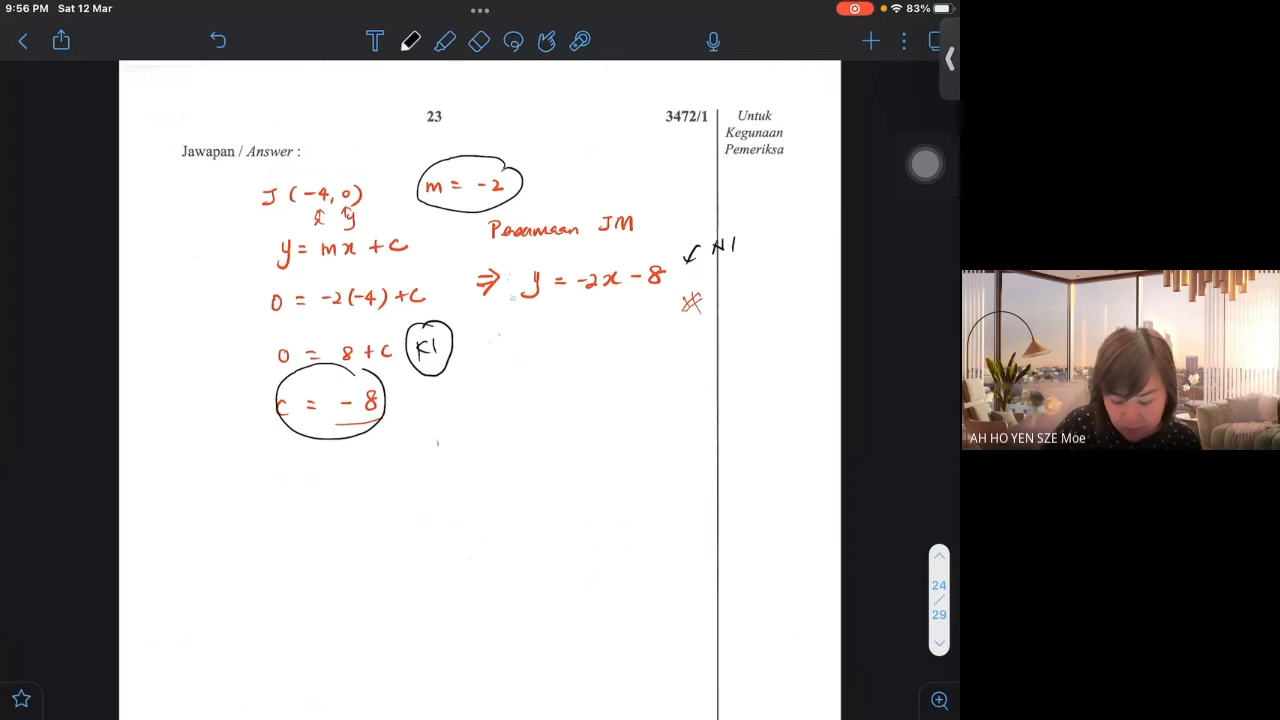 9:56 PM Sat 12 Mar
83%
23
3472/1
Untuk
Kegunaan
Pemeriksa
Jawapan / Answer :
J (-4, 0)
x y
m = -2
y = mx + c
Persamaan JM
0 = -2(-4) + c
⇒ y = -2x - 8
N1
0 = 8 + c
K1
c = -8
AH HO YEN SZE Moe
24
/
29